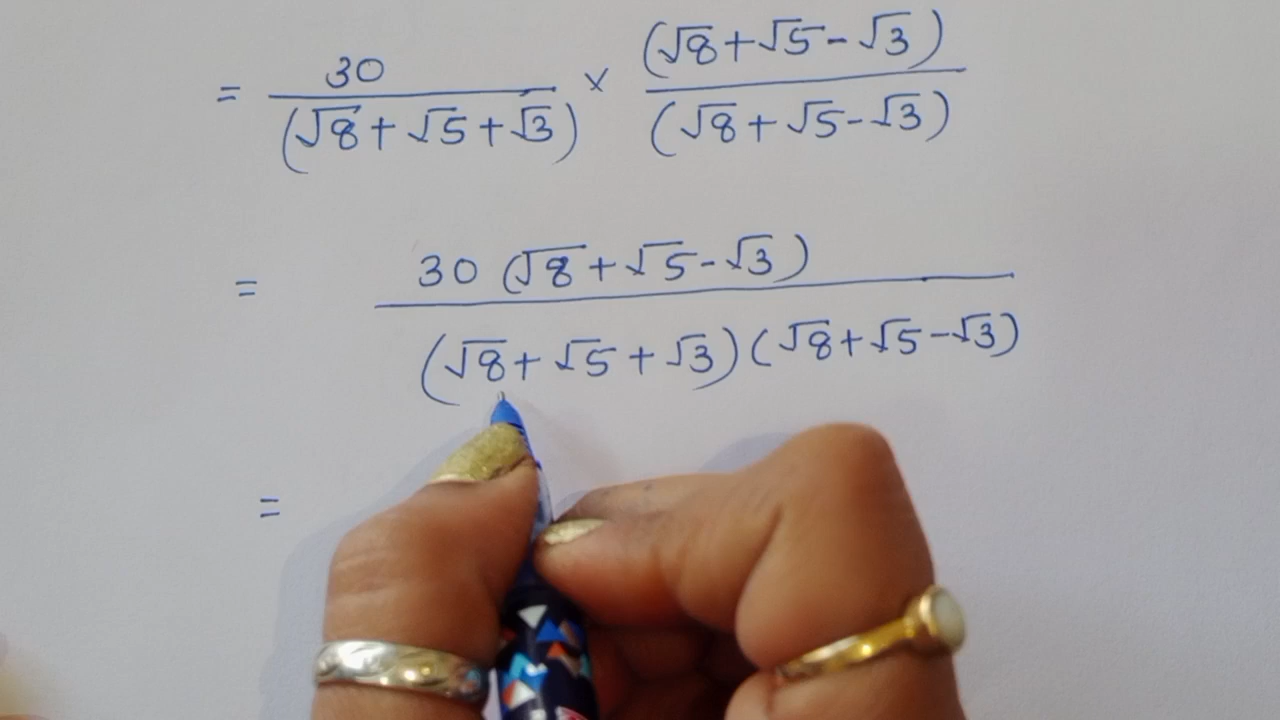 = 30 / (√8 + √5 + √3) × (√8 + √5 - √3) / (√8 + √5 - √3)
= 30 (√8 + √5 - √3) / (√8 + √5 + √3) (√8 + √5 - √3)
=